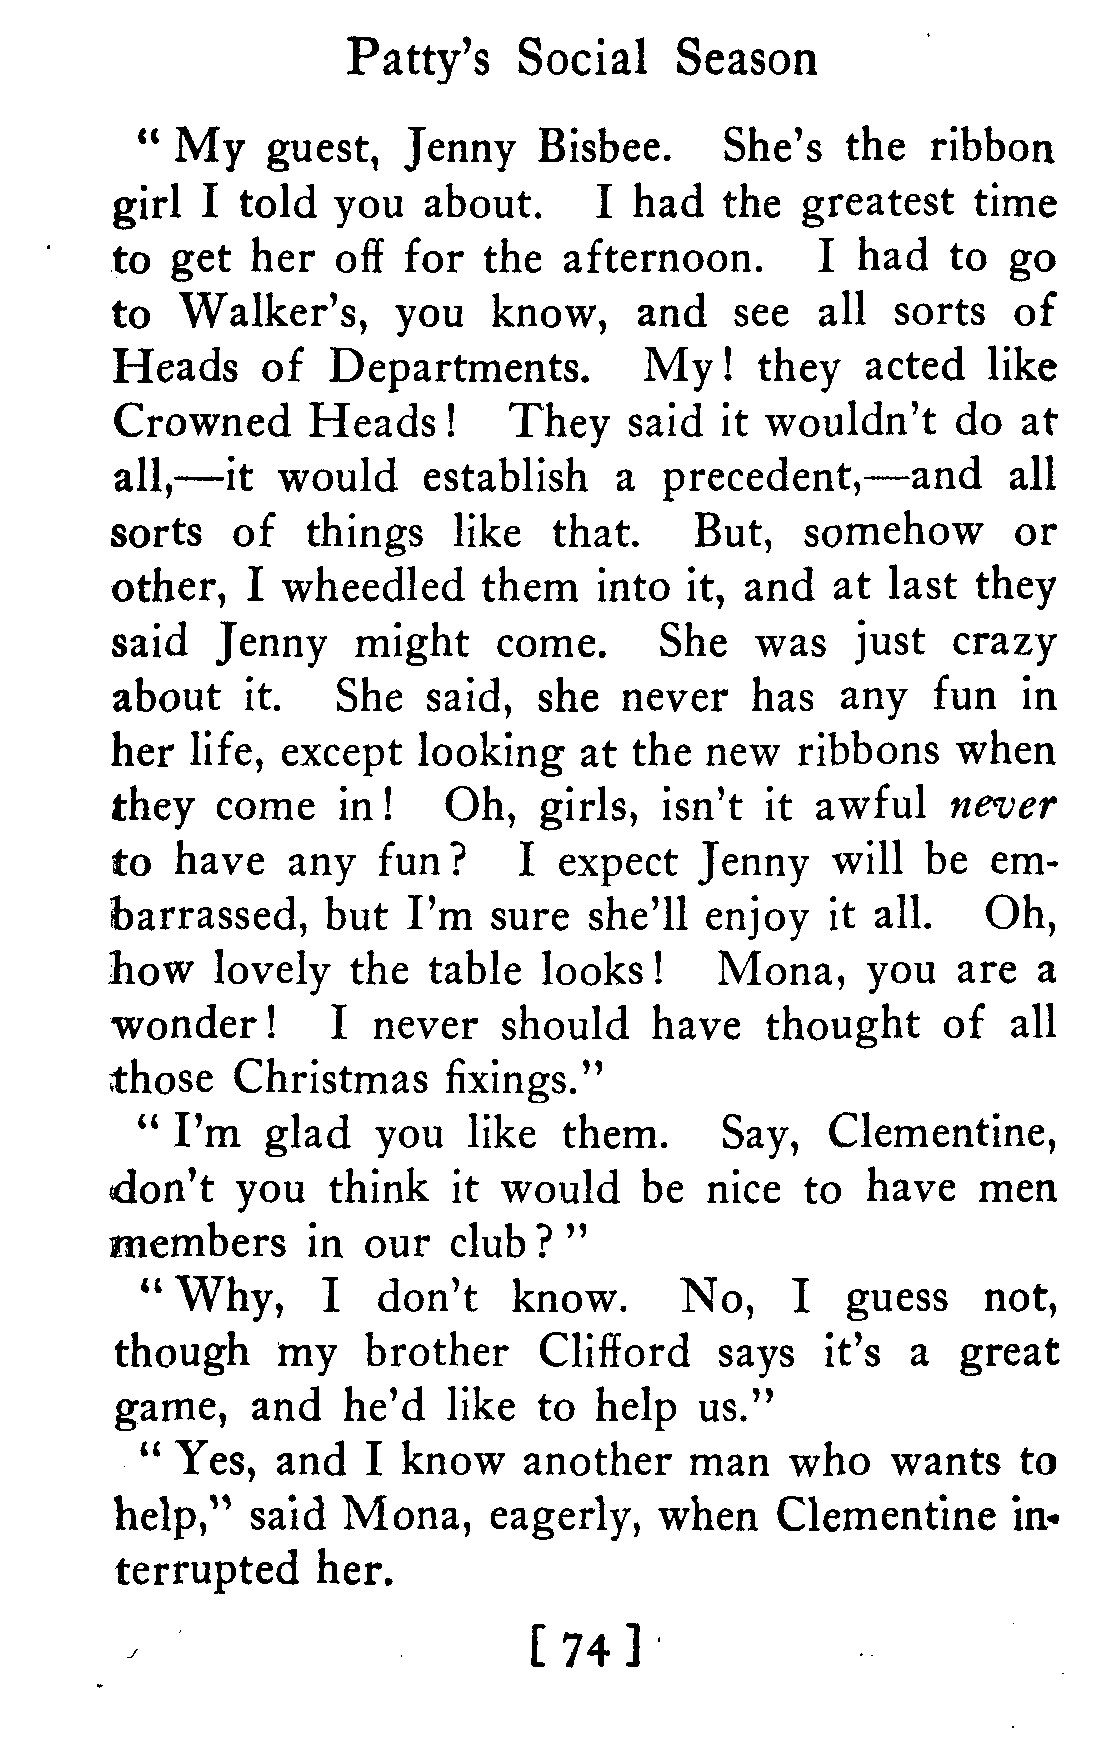 Patty's Social Season
" My guest, Jenny Bisbee. She's the ribbon
girl I told you about. I had the greatest time
to get her off for the afternoon. I had to go
to Walker's, you know, and see all sorts of
Heads of Departments. My! they acted like
Crowned Heads! They said it wouldn't do at
all,—it would establish a precedent,—and all
sorts of things like that. But, somehow or
other, I wheedled them into it, and at last they
said Jenny might come. She was just crazy
about it. She said, she never has any fun in
her life, except looking at the new ribbons when
they come in! Oh, girls, isn't it awful never
to have any fun? I expect Jenny will be em-
barrassed, but I'm sure she'll enjoy it all. Oh,
how lovely the table looks! Mona, you are a
wonder! I never should have thought of all
those Christmas fixings."
" I'm glad you like them. Say, Clementine,
don't you think it would be nice to have men
members in our club? "
" Why, I don't know. No, I guess not,
though my brother Clifford says it's a great
game, and he'd like to help us."
" Yes, and I know another man who wants to
help," said Mona, eagerly, when Clementine in-
terrupted her.
[ 74 ]